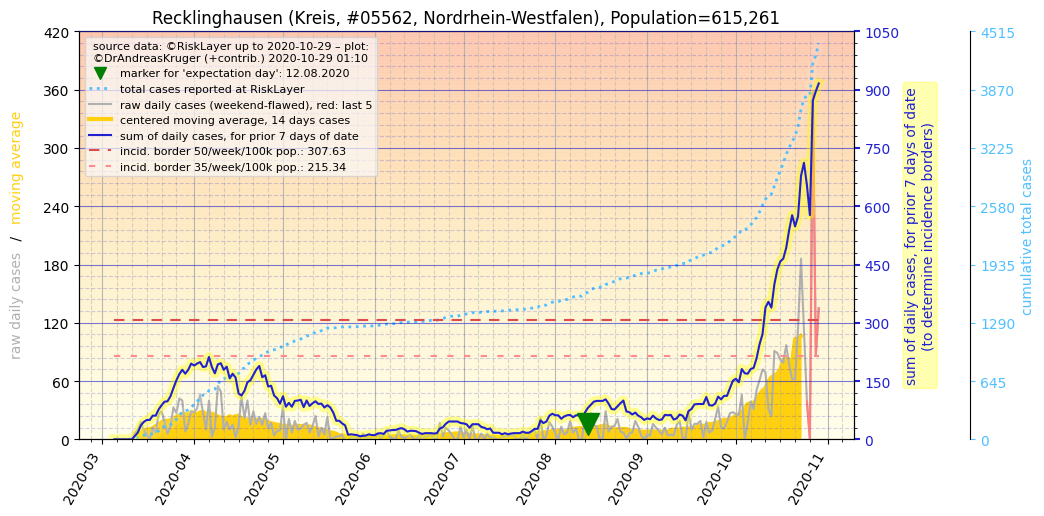 Recklinghausen (Kreis, #05562, Nordrhein-Westfalen), Population=615,261
source data: ©RiskLayer up to 2020-10-29 – plot:
©DrAndreasKruger (+contrib.) 2020-10-29 01:10
marker for 'expectation day': 12.08.2020
total cases reported at RiskLayer
raw daily cases (weekend-flawed), red: last 5
centered moving average, 14 days cases
sum of daily cases, for prior 7 days of date
incid. border 50/week/100k pop.: 307.63
incid. border 35/week/100k pop.: 215.34
raw daily cases / moving average
420
360
300
240
180
120
60
0
2020-03
2020-04
2020-05
2020-06
2020-07
2020-08
2020-09
2020-10
2020-11
1050
900
750
600
450
300
150
0
sum of daily cases, for prior 7 days of date
(to determine incidence borders)
4515
3870
3225
2580
1935
1290
645
0
cumulative total cases